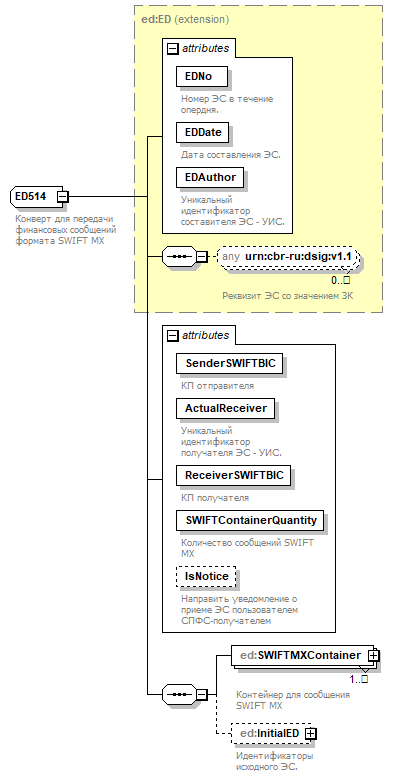 ed:ED (extension)
attributes
EDNo
Номер ЭС в течение
опердня.
EDDate
Дата составления ЭС.
EDAuthor
Уникальный
идентификатор
составителя ЭС - УИС.
ED514
Конверт для передачи
финансовых сообщений
формата SWIFT MX
any urn:cbr-ru:dsig:v1.1
0..□
Реквизит ЭС со значением ЗК
attributes
SenderSWIFTBIC
КП отправителя
ActualReceiver
Уникальный
идентификатор
получателя ЭС - УИС.
ReceiverSWIFTBIC
КП получателя
SWIFTContainerQuantity
Количество сообщений SWIFT
MX
IsNotice
Направить уведомление о
приеме ЭС пользователем
СПФС-получателем
ed:SWIFTMXContainer
1..□
Контейнер для сообщения
SWIFT MX
ed:InitialED
Идентификаторы
исходного ЭС.